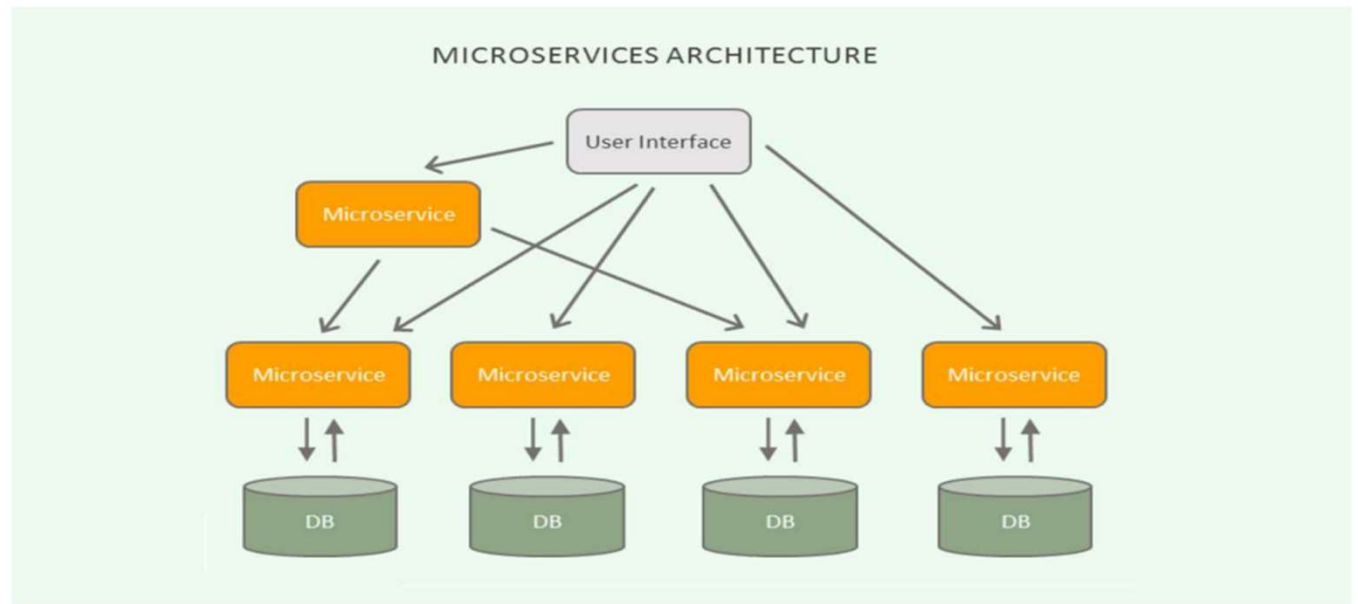 MICROSERVICES ARCHITECTURE
User Interface
Microservice
Microservice
Microservice
Microservice
Microservice
DB
DB
DB
DB